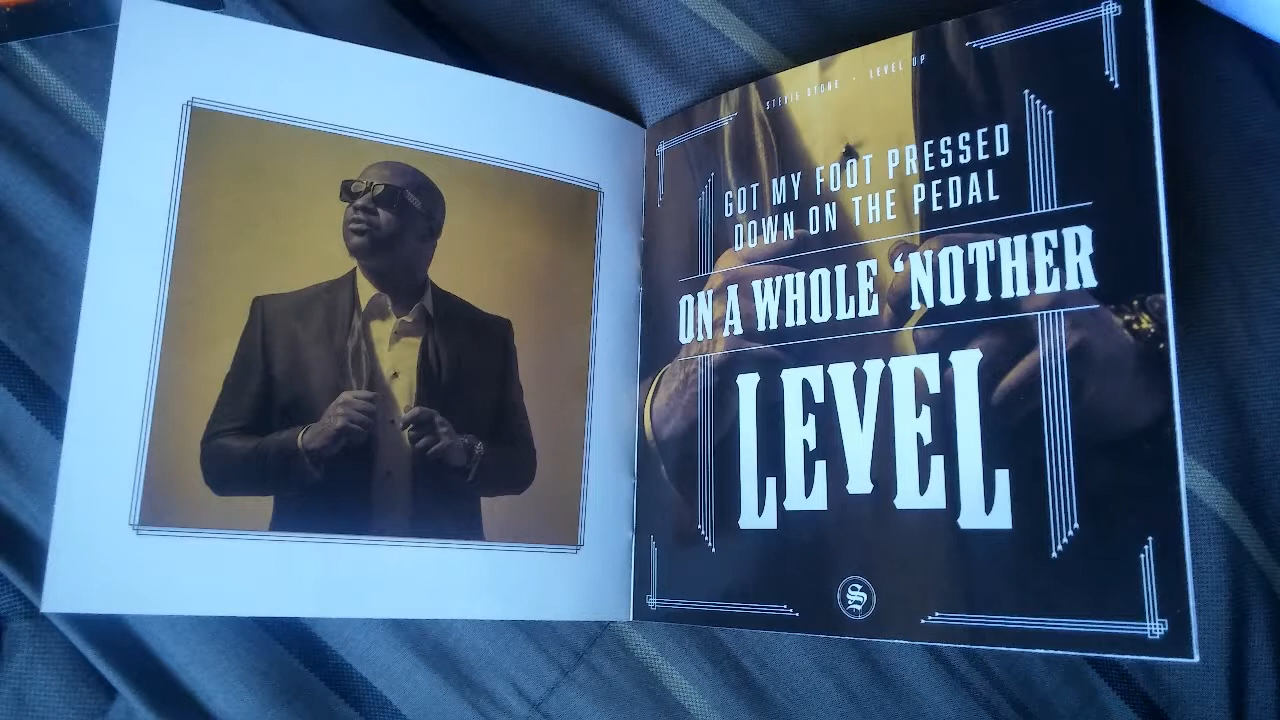 STEVIE STONE · LEVEL UP
GOT MY FOOT PRESSED
DOWN ON THE PEDAL
ON A WHOLE ‘NOTHER
LEVEL
S